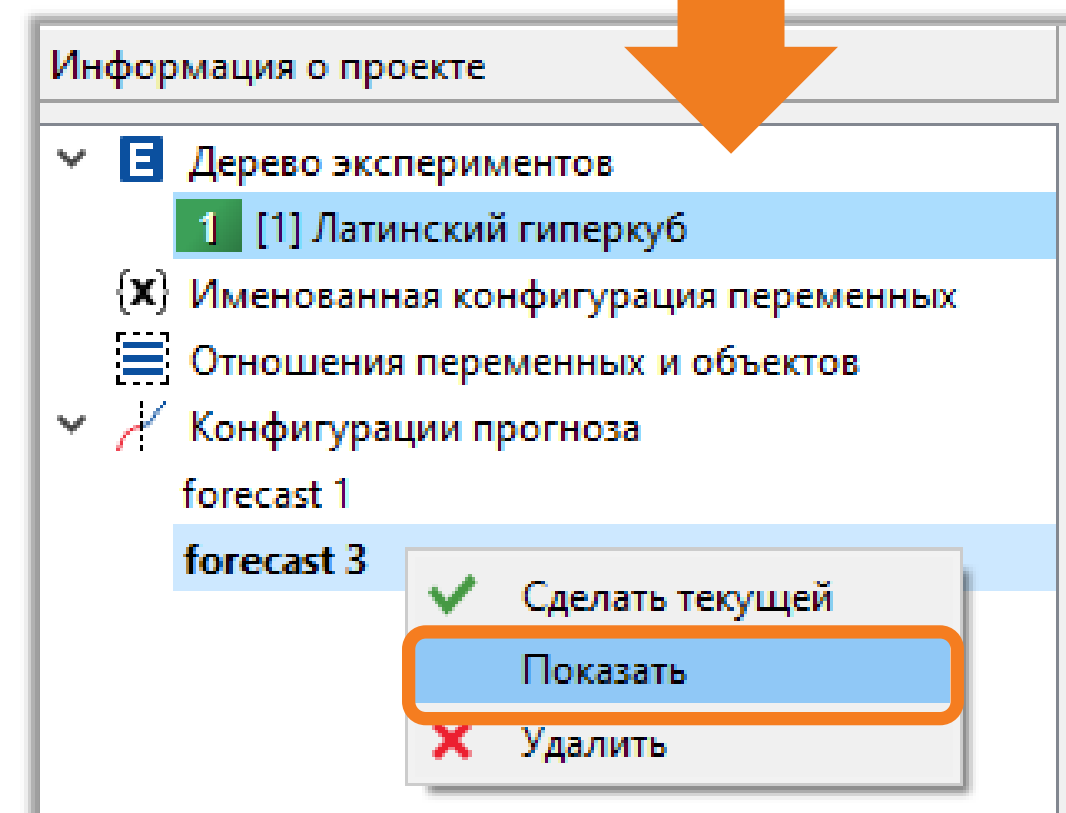 Информация о проекте
E Дерево экспериментов
1 [1] Латинский гиперкуб
{x} Именованная конфигурация переменных
Отношения переменных и объектов
Конфигурации прогноза
forecast 1
forecast 3
Сделать текущей
Показать
Удалить